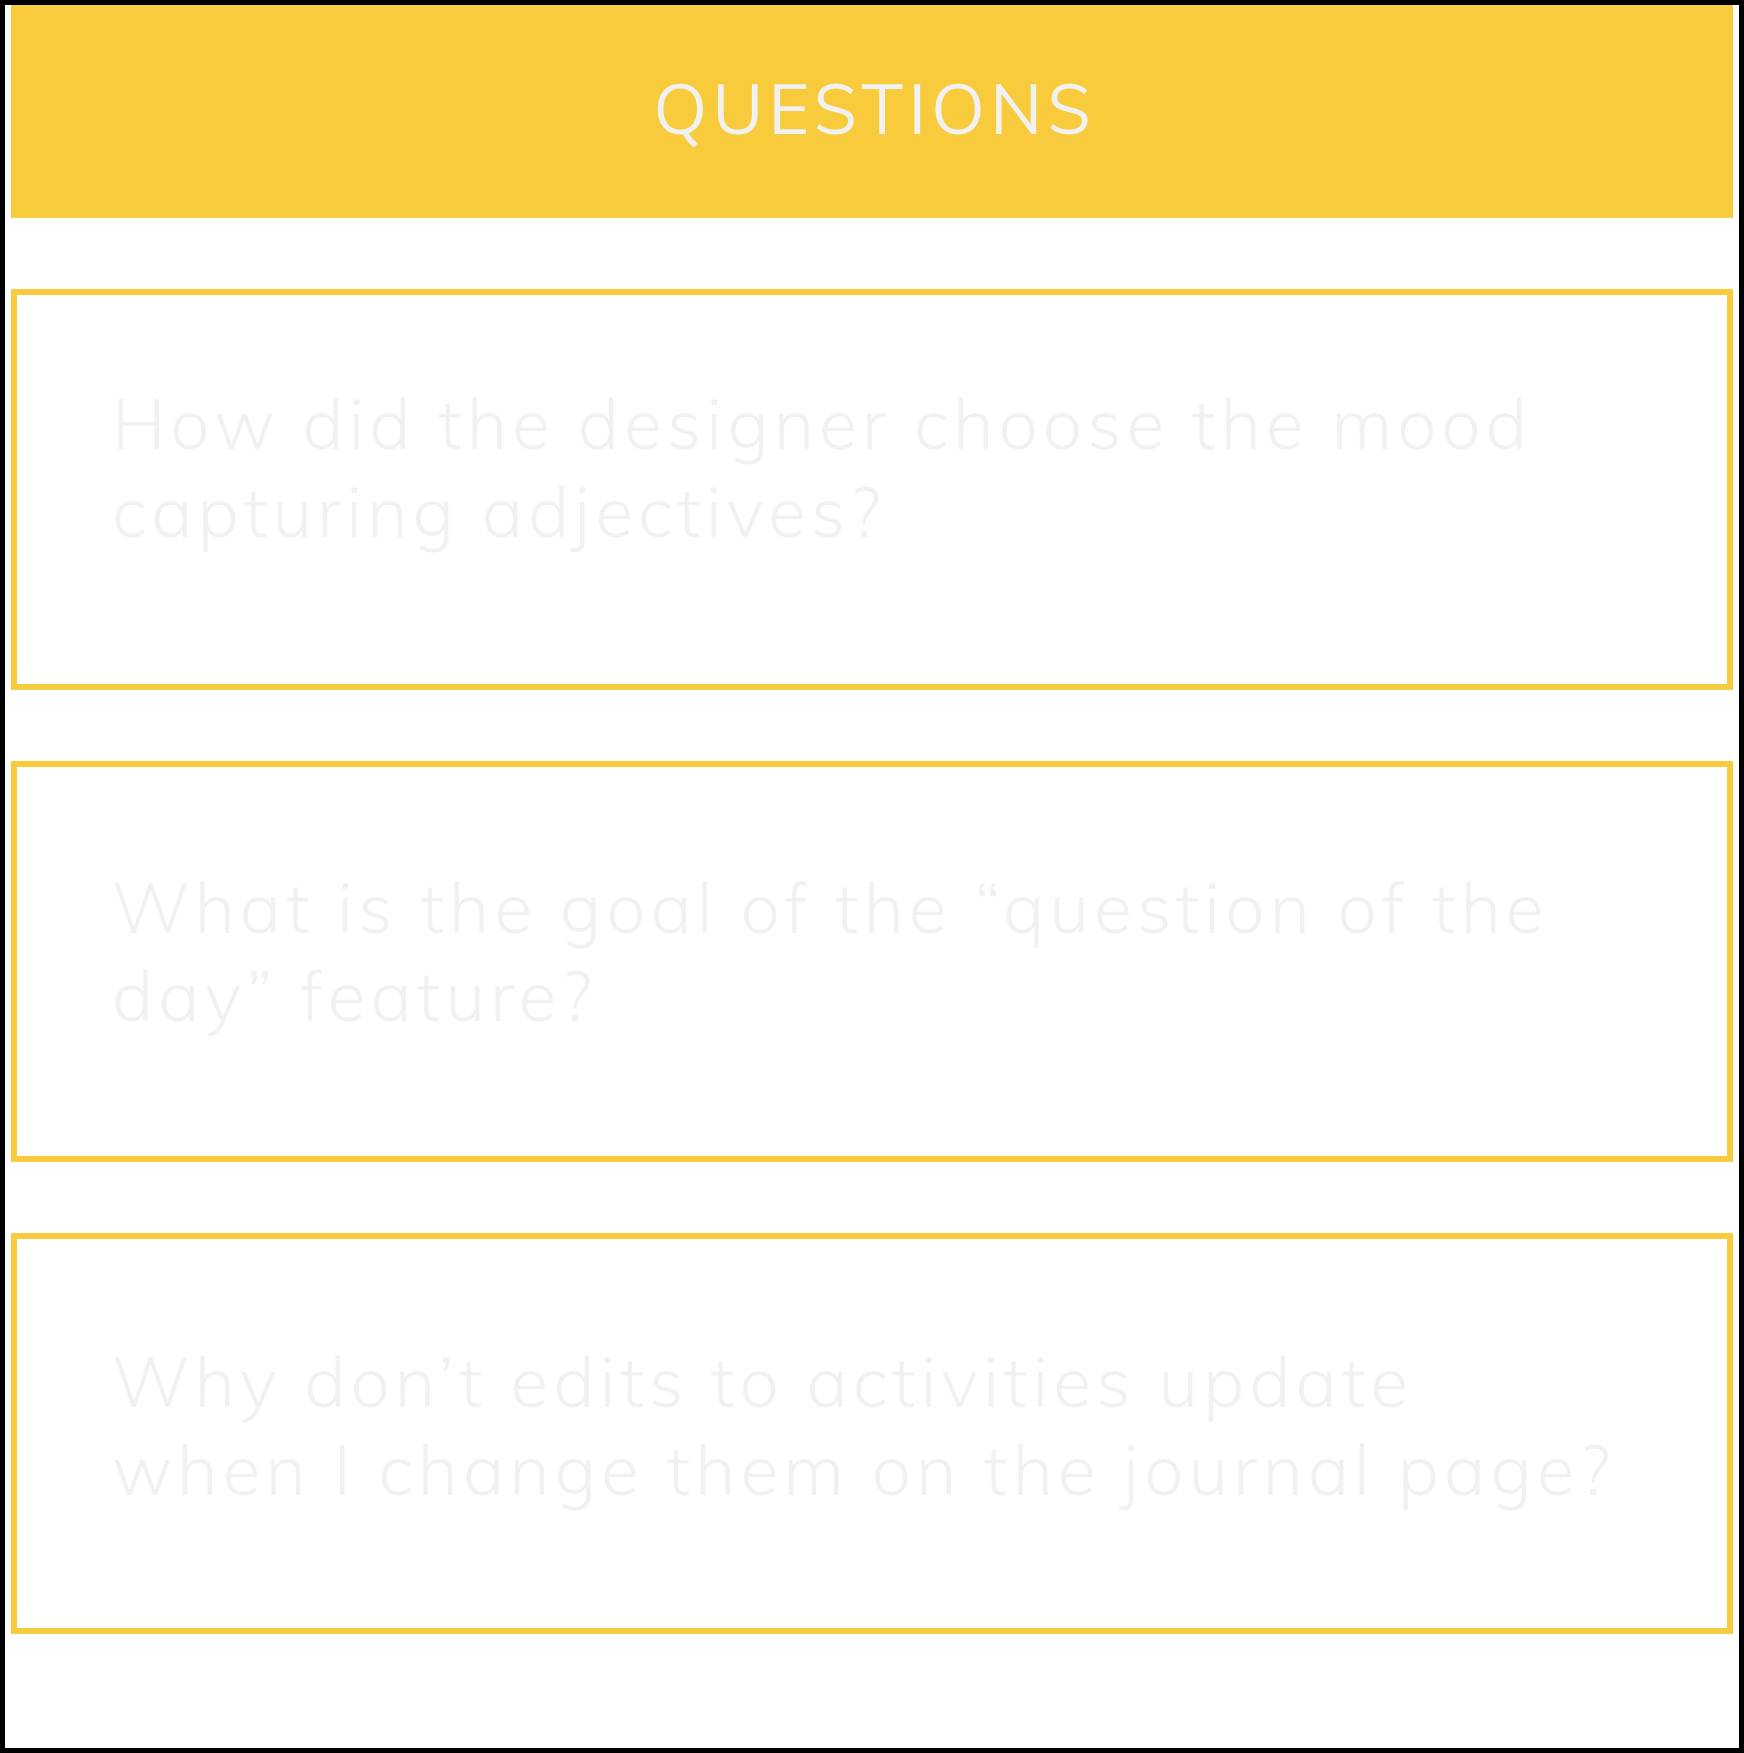 QUESTIONS
How did the designer choose the mood
capturing adjectives?
What is the goal of the “question of the
day” feature?
Why don’t edits to activities update
when I change them on the journal page?